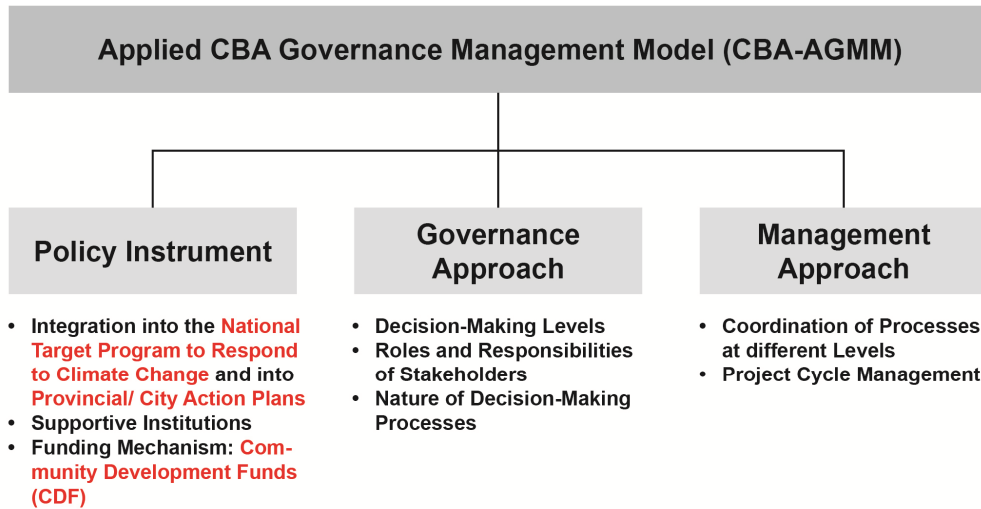 Applied CBA Governance Management Model (CBA-AGMM)
Policy Instrument
• Integration into the National
Target Program to Respond
to Climate Change and into
Provincial/ City Action Plans
• Supportive Institutions
• Funding Mechanism: Com-
munity Development Funds
(CDF)
Governance
Approach
• Decision-Making Levels
• Roles and Responsibilities
of Stakeholders
• Nature of Decision-Making
Processes
Management
Approach
• Coordination of Processes
at different Levels
• Project Cycle Management